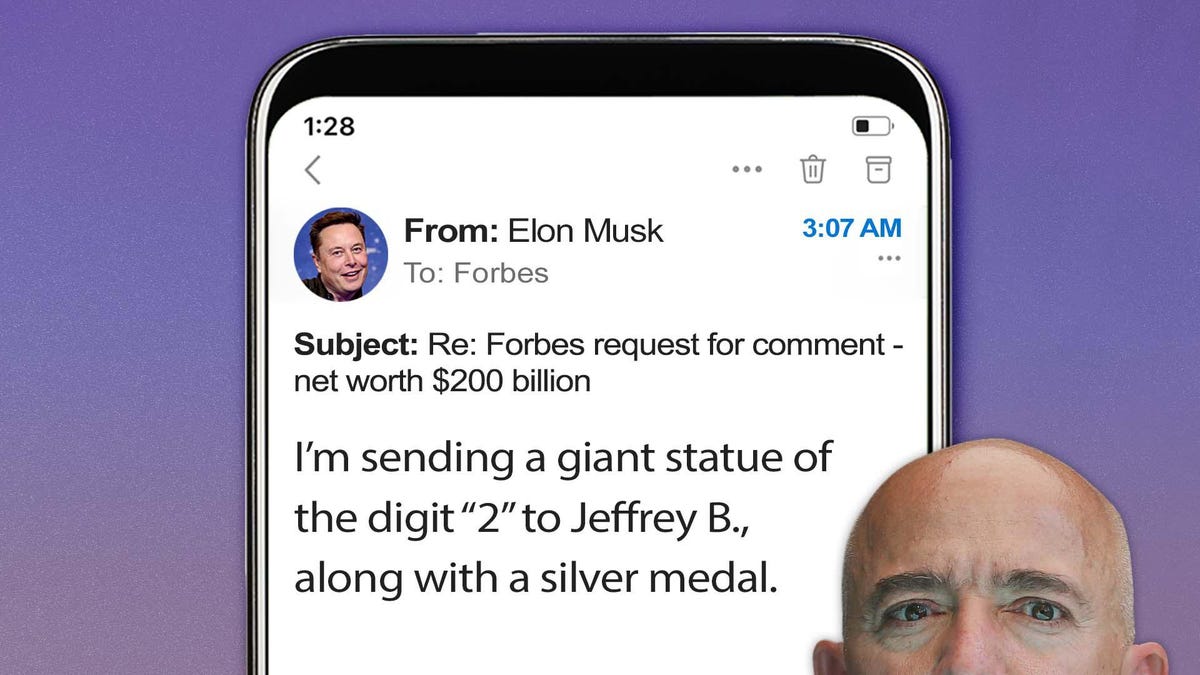 1:28
From: Elon Musk
3:07 AM
To: Forbes
Subject: Re: Forbes request for comment -
net worth $200 billion
I’m sending a giant statue of
the digit “2” to Jeffrey B.,
along with a silver medal.